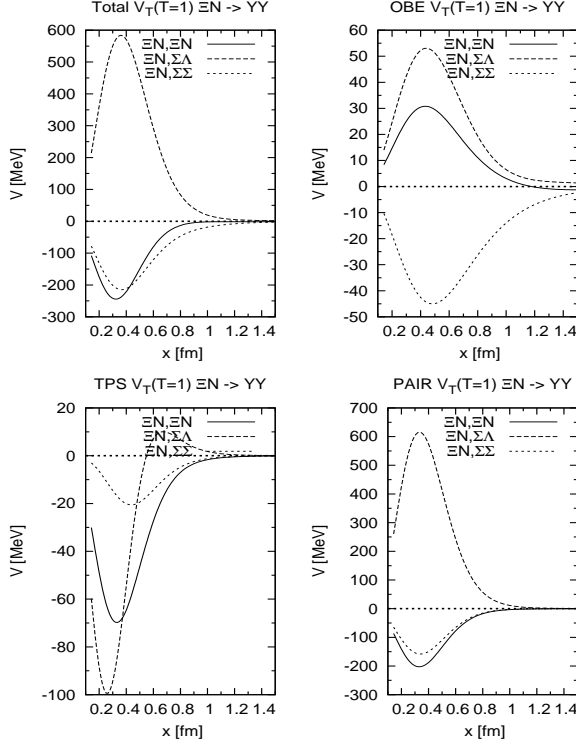 Total V_T(T=1) ΞN -> YY
ΞN,ΞN
ΞN,ΣΛ
ΞN,ΣΣ
V [MeV]
600
500
400
300
200
100
0
-100
-200
-300
0.2 0.4 0.6 0.8 1 1.2 1.4
x [fm]
OBE V_T(T=1) ΞN -> YY
ΞN,ΞN
ΞN,ΣΛ
ΞN,ΣΣ
V [MeV]
60
50
40
30
20
10
0
-10
-20
-30
-40
50
0.2 0.4 0.6 0.8 1 1.2 1.4
x [fm]
TPS V_T(T=1) ΞN -> YY
ΞN,ΞN
ΞN,ΣΛ
ΞN,ΣΣ
V [MeV]
20
0
-20
-40
-60
-80
-100
0.2 0.4 0.6 0.8 1 1.2 1.4
x [fm]
PAIR V_T(T=1) ΞN -> YY
ΞN,ΞN
ΞN,ΣΛ
ΞN,ΣΣ
V [MeV]
700
600
500
400
300
200
100
0
-100
-200
-300
0.2 0.4 0.6 0.8 1 1.2 1.4
x [fm]